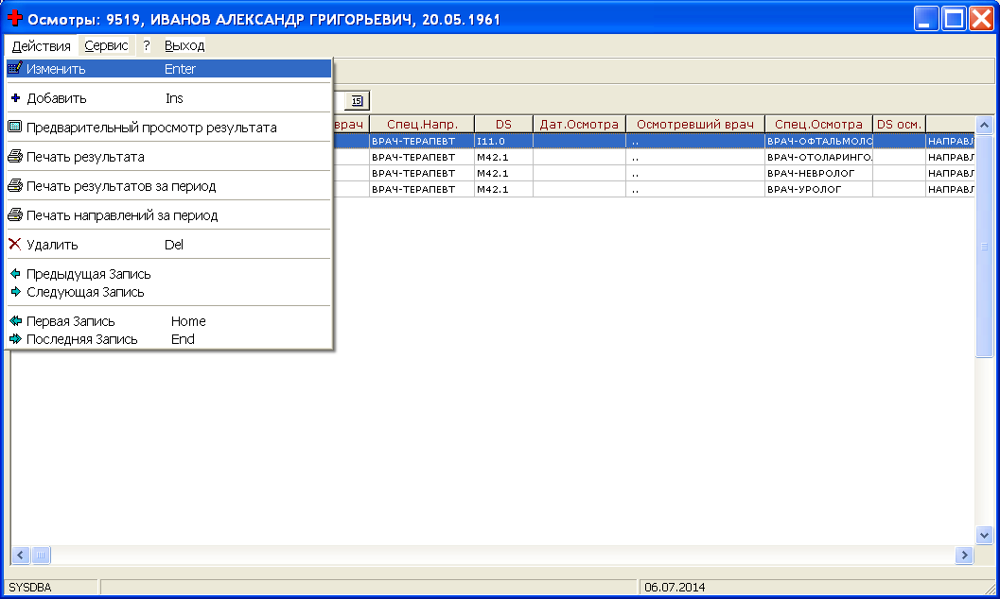 Осмотры: 9519, ИВАНОВ АЛЕКСАНДР ГРИГОРЬЕВИЧ, 20.05.1961
Действия Сервис ? Выход
Изменить Enter
Добавить Ins
Предварительный просмотр результата
Печать результата
Печать результатов за период
Печать направлений за период
Удалить Del
Предыдущая Запись
Следующая Запись
Первая Запись Home
Последняя Запись End
15
врач Спец.Напр. DS Дат.Осмотра Осмотревший врач Спец.Осмотра DS осм.
ВРАЧ-ТЕРАПЕВТ I11.0 .. ВРАЧ-ОФТАЛЬМОЛО НАПРАВЛ
ВРАЧ-ТЕРАПЕВТ M42.1 .. ВРАЧ-ОТОЛАРИНГО. НАПРАВЛ
ВРАЧ-ТЕРАПЕВТ M42.1 .. ВРАЧ-НЕВРОЛОГ НАПРАВЛ
ВРАЧ-ТЕРАПЕВТ M42.1 .. ВРАЧ-УРОЛОГ НАПРАВЛ
SYSDBA 06.07.2014